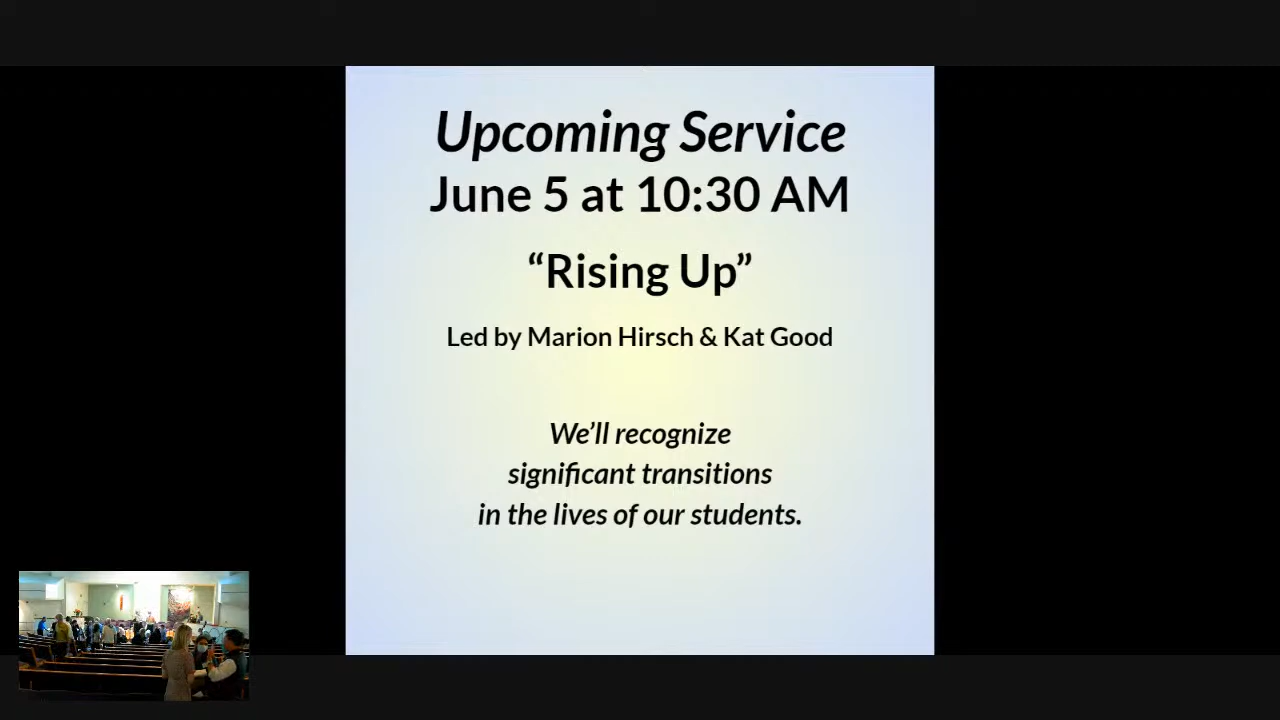 Upcoming Service
June 5 at 10:30 AM
“Rising Up”
Led by Marion Hirsch & Kat Good
We’ll recognize
significant transitions
in the lives of our students.